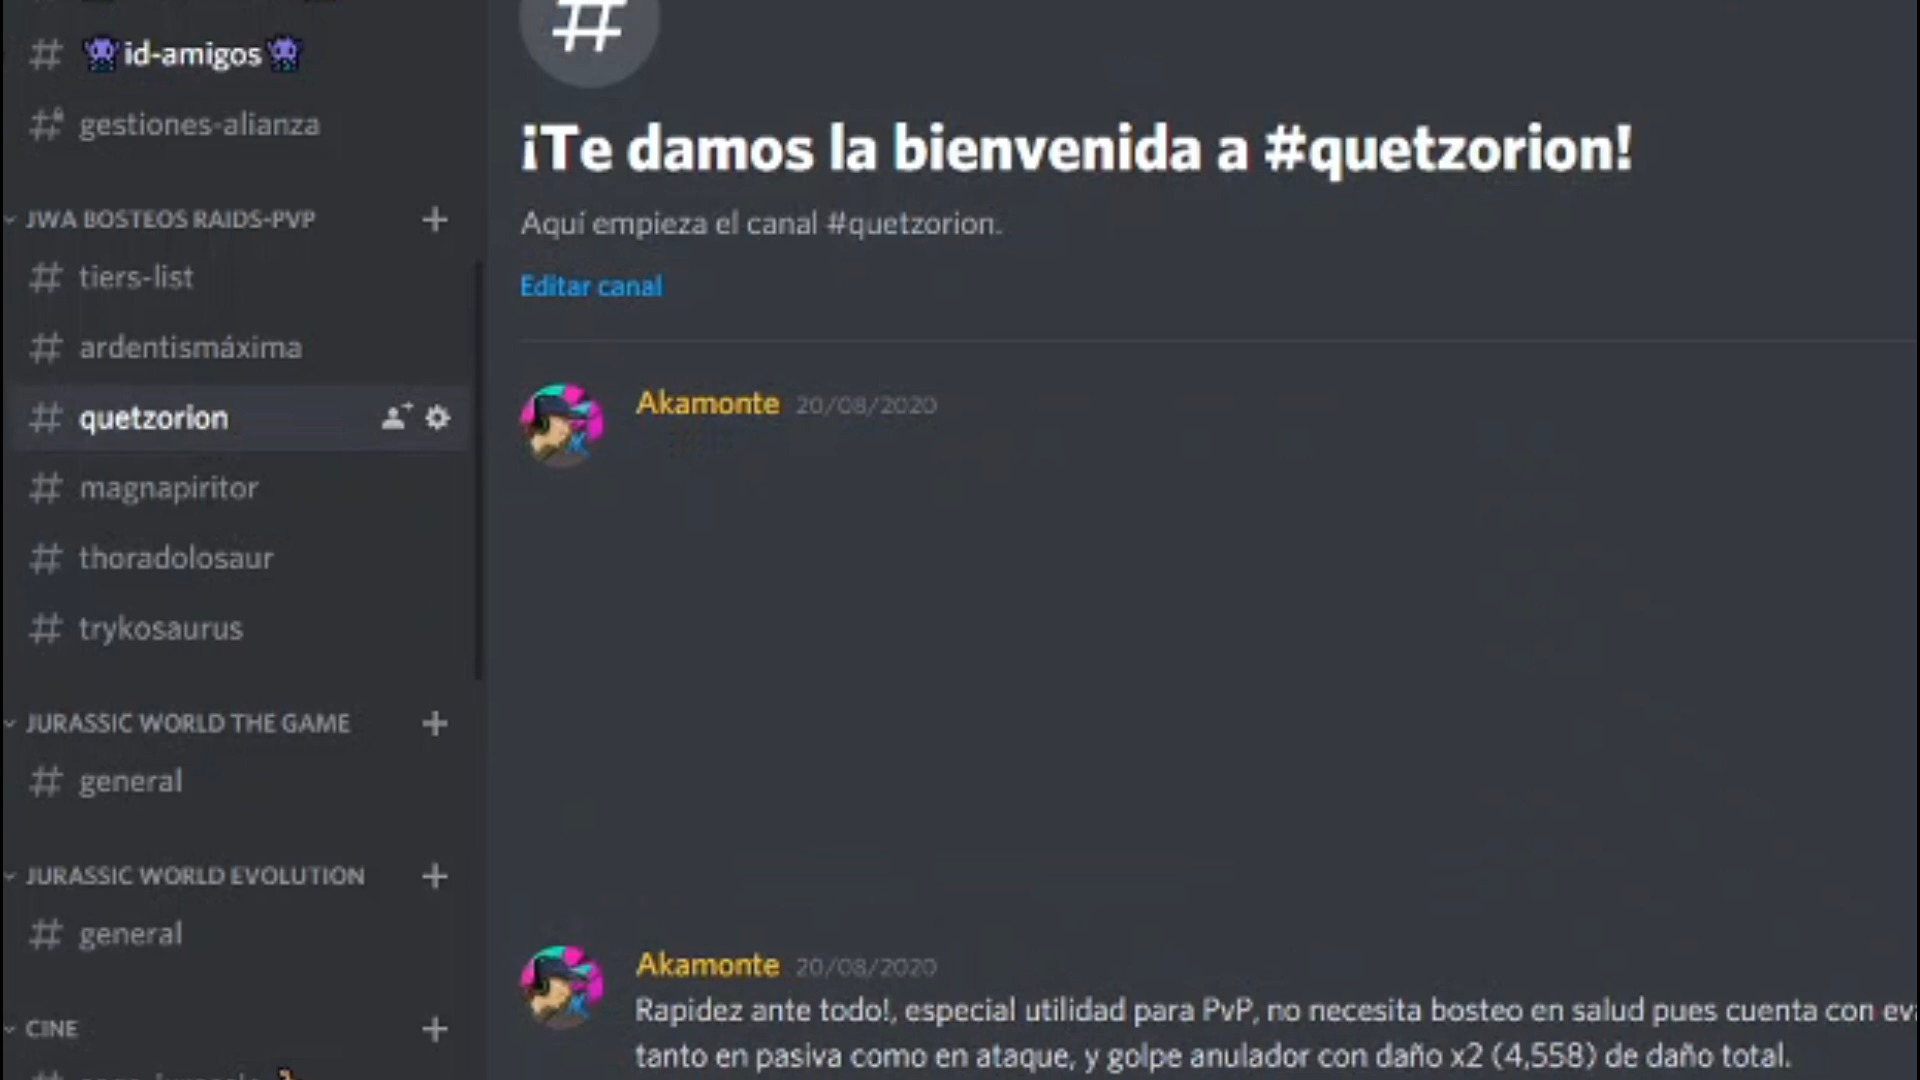 id-amigos
gestiones-alianza
JWA BOSTEOS RAIDS-PVP
tiers-list
ardentismáxima
quetzorion
magnapiritor
thoradolosaur
trykosaurus
JURASSIC WORLD THE GAME
general
JURASSIC WORLD EVOLUTION
general
CINE
#
¡Te damos la bienvenida a #quetzorion!
Aquí empieza el canal #quetzorion.
Editar canal
Akamonte 20/08/2020
Akamonte 20/08/2020
Rapidez ante todo!, especial utilidad para PvP, no necesita bosteo en salud pues cuenta con
tanto en pasiva como en ataque, y golpe anulador con daño x2 (4,558) de daño total.